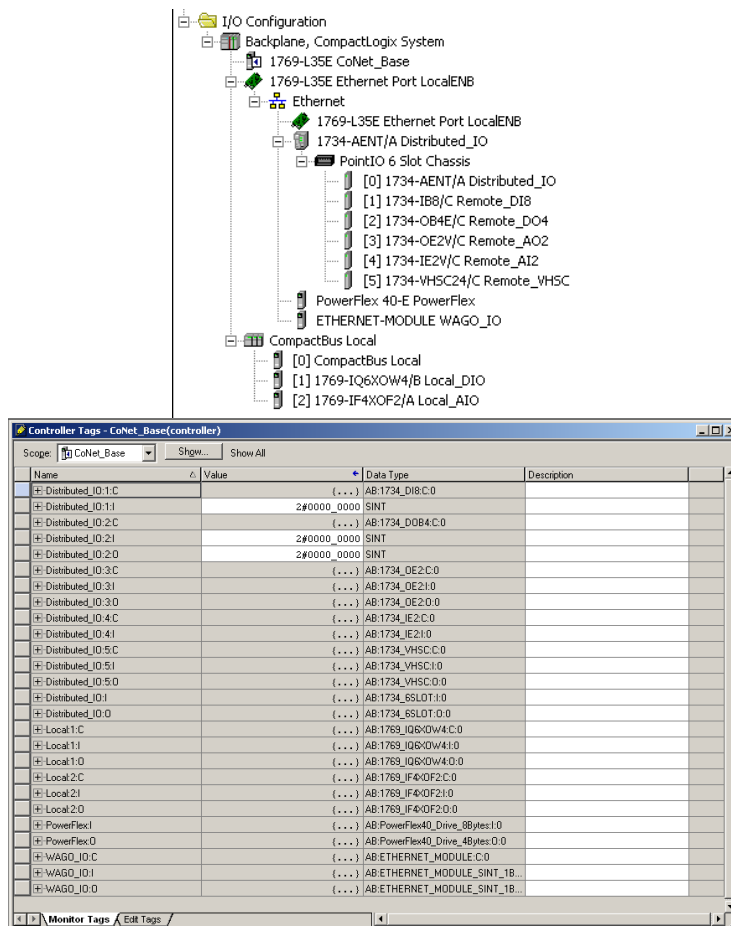 I/O Configuration
Backplane, CompactLogix System
1769-L35E CoNet_Base
1769-L35E Ethernet Port LocalENB
Ethernet
1769-L35E Ethernet Port LocalENB
1734-AENT/A Distributed_IO
PointIO 6 Slot Chassis
[0] 1734-AENT/A Distributed_IO
[1] 1734-IB8/C Remote_DI8
[2] 1734-OB4E/C Remote_DO4
[3] 1734-OE2V/C Remote_AO2
[4] 1734-IE2V/C Remote_AI2
[5] 1734-VHSC24/C Remote_VHSC
PowerFlex 40-E PowerFlex
ETHERNET-MODULE WAGO_IO
CompactBus Local
[0] CompactBus Local
[1] 1769-IQ6XOW4/B Local_DIO
[2] 1769-IF4XOF2/A Local_AIO
Controller Tags - CoNet_Base(controller)
Scope: CoNet_Base Show... Show All
Name Value Data Type Description
Distributed_IO:1:C {...} AB:1734_DI8:C:0
Distributed_IO:1:I 2#0000_0000 SINT
Distributed_IO:2:C {...} AB:1734_DOB4:C:0
Distributed_IO:2:I 2#0000_0000 SINT
Distributed_IO:2:O 2#0000_0000 SINT
Distributed_IO:3:C {...} AB:1734_OE2:C:0
Distributed_IO:3:I {...} AB:1734_OE2:I:0
Distributed_IO:3:O {...} AB:1734_OE2:O:0
Distributed_IO:4:C {...} AB:1734_IE2:C:0
Distributed_IO:4:I {...} AB:1734_IE2:I:0
Distributed_IO:5:C {...} AB:1734_VHSC:C:0
Distributed_IO:5:I {...} AB:1734_VHSC:I:0
Distributed_IO:5:O {...} AB:1734_VHSC:O:0
Distributed_IO:I {...} AB:1734_6SLOT:I:0
Distributed_IO:O {...} AB:1734_6SLOT:O:0
Local:1:C {...} AB:1769_IQ6XOW4:C:0
Local:1:I {...} AB:1769_IQ6XOW4:I:0
Local:1:O {...} AB:1769_IQ6XOW4:O:0
Local:2:C {...} AB:1769_IF4XOF2:C:0
Local:2:I {...} AB:1769_IF4XOF2:I:0
Local:2:O {...} AB:1769_IF4XOF2:O:0
PowerFlex:I {...} AB:PowerFlex40_Drive_8Bytes:I:0
PowerFlex:O {...} AB:PowerFlex40_Drive_4Bytes:O:0
WAGO_IO:C {...} AB:ETHERNET_MODULE:C:0
WAGO_IO:I {...} AB:ETHERNET_MODULE_SINT_1B...
WAGO_IO:O {...} AB:ETHERNET_MODULE_SINT_1B...
Monitor Tags Edit Tags